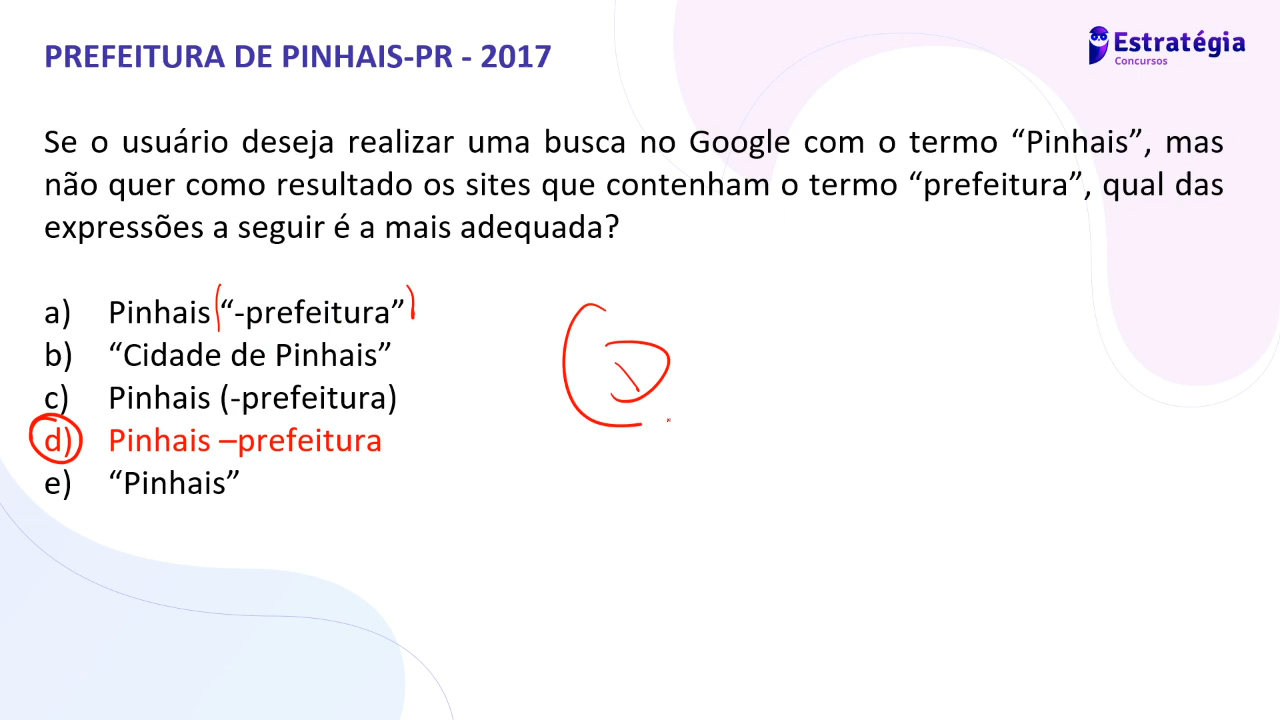 PREFEITURA DE PINHAIS-PR - 2017
Estratégia
Concursos
Se o usuário deseja realizar uma busca no Google com o termo “Pinhais”, mas
não quer como resultado os sites que contenham o termo “prefeitura”, qual das
expressões a seguir é a mais adequada?
a) Pinhais “-prefeitura”
b) “Cidade de Pinhais”
c) Pinhais (-prefeitura)
d) Pinhais –prefeitura
e) “Pinhais”
D